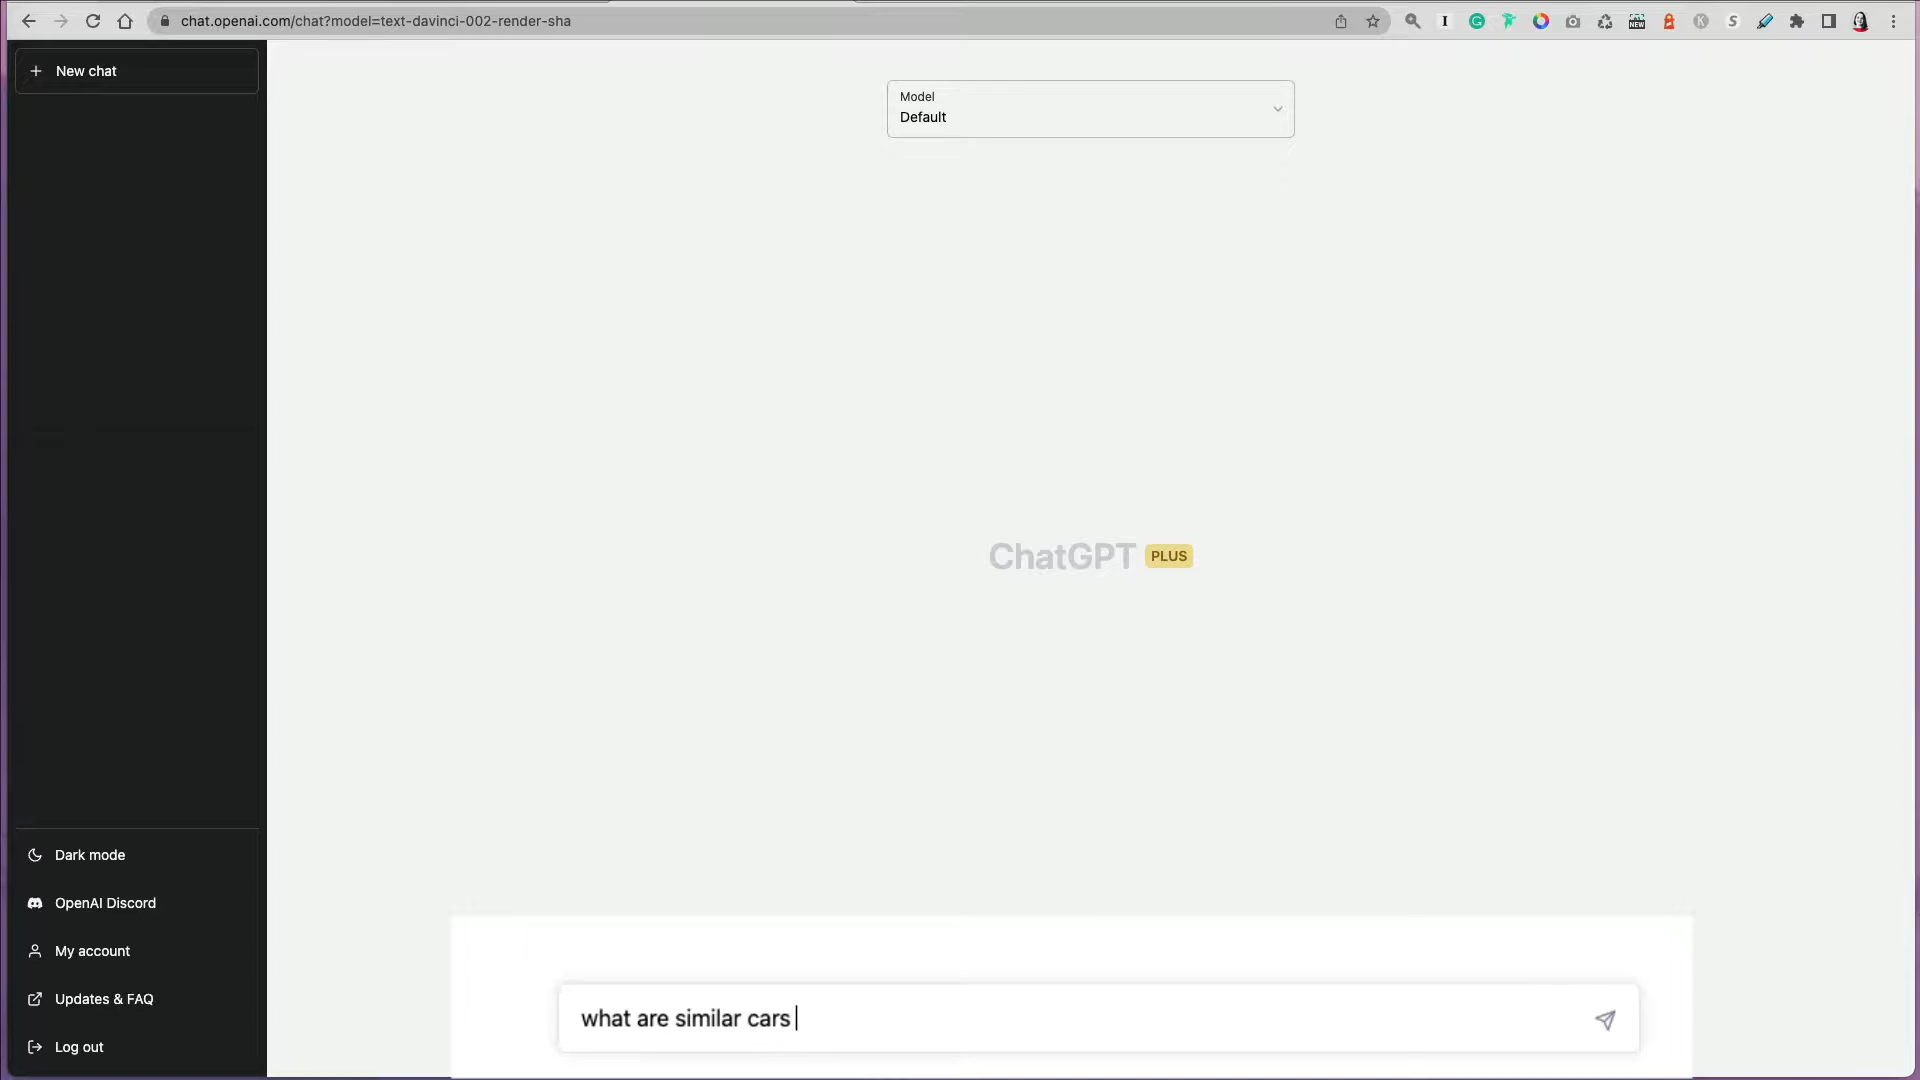 chat.openai.com/chat?model=text-davinci-002-render-sha
I
NEW
K
S
New chat
Model
Default
ChatGPT PLUS
Dark mode
OpenAI Discord
My account
Updates & FAQ
Log out
what are similar cars